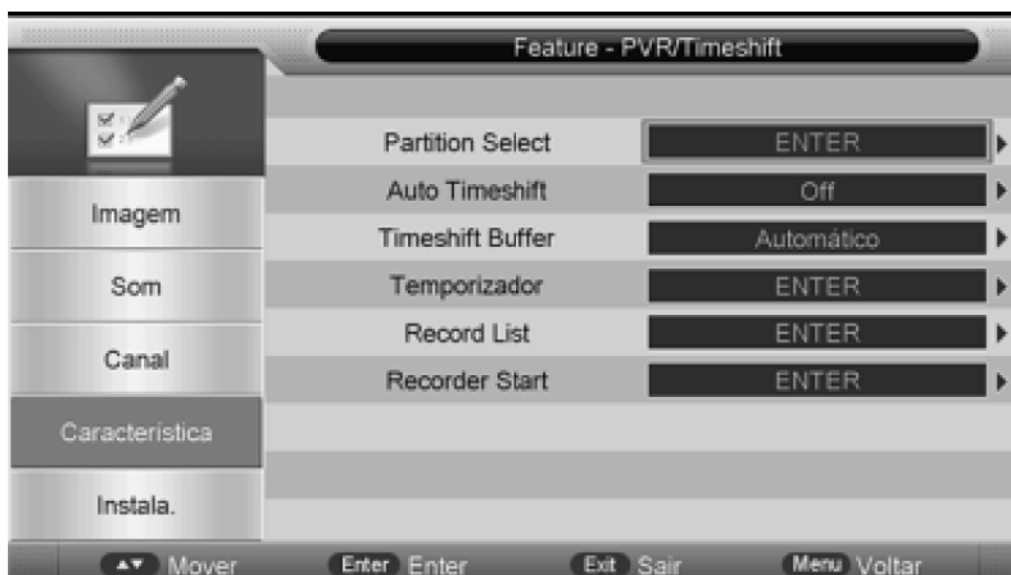 Feature - PVR/Timeshift
Imagem
Som
Canal
Característica
Instala.
Partition Select ENTER
Auto Timeshift Off
Timeshift Buffer Automático
Temporizador ENTER
Record List ENTER
Recorder Start ENTER
Mover Enter Enter Exit Sair Menu Voltar